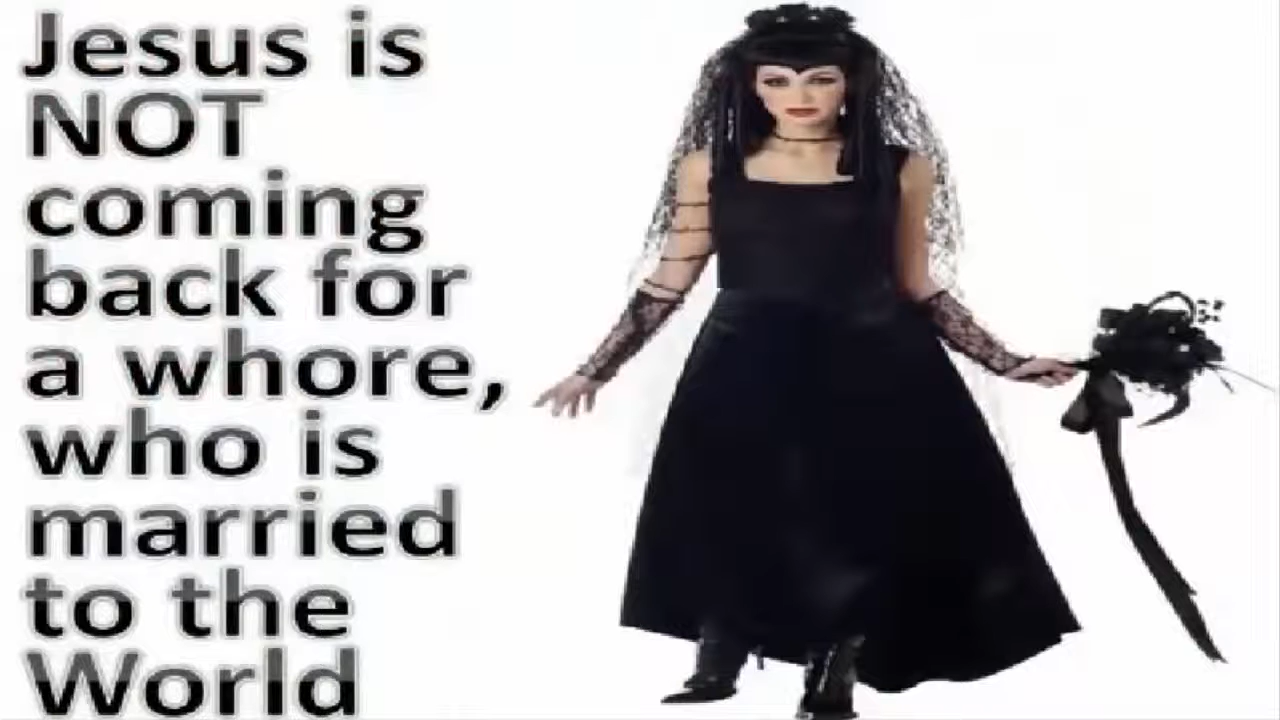 Jesus is
NOT
coming
back for
a whore,
who is
married
to the
World